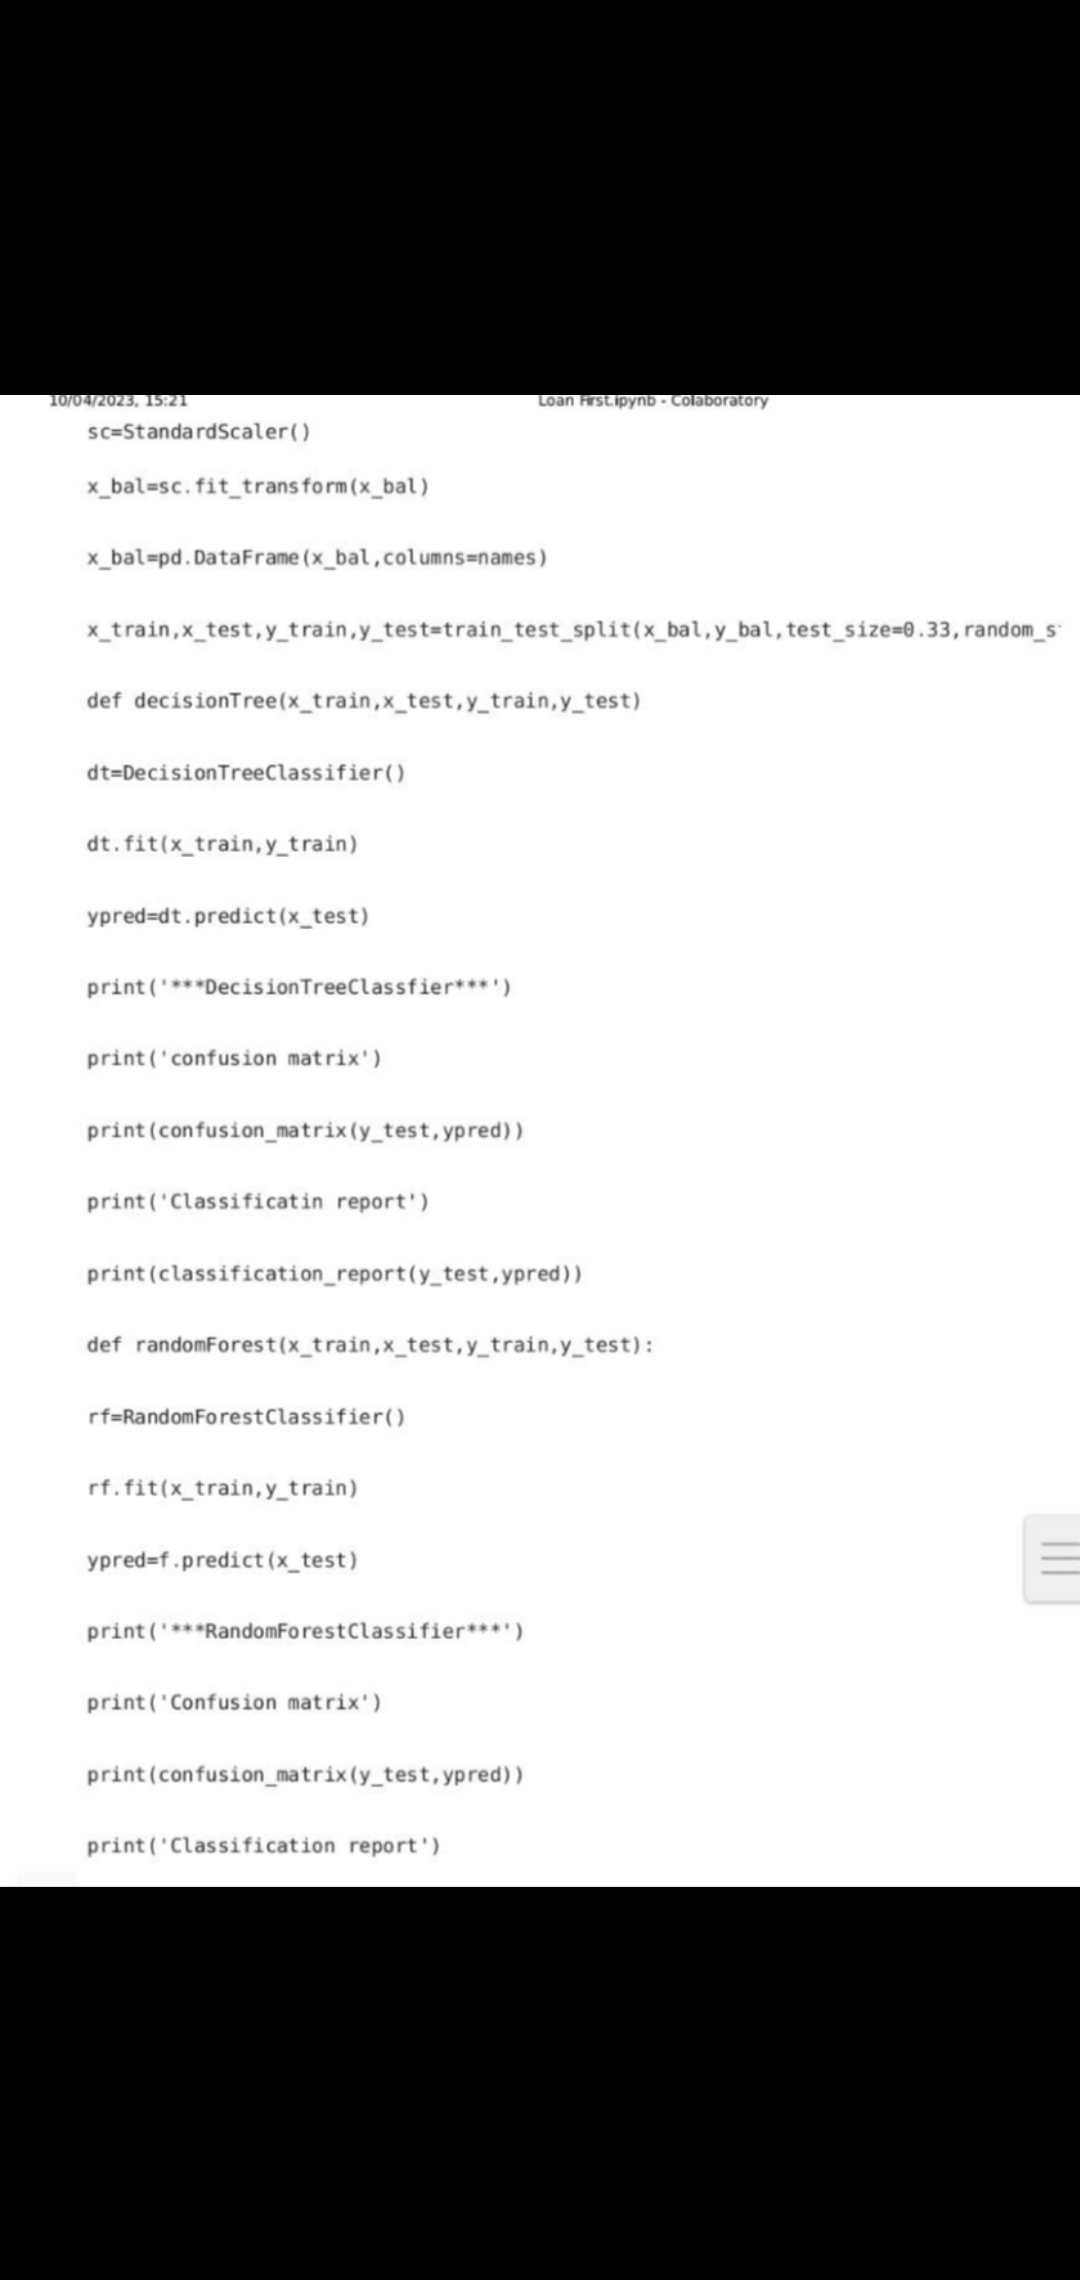 10/04/2023, 15:21 Loan First.ipynb - Colaboratory
sc=StandardScaler()
x_bal=sc.fit_transform(x_bal)
x_bal=pd.DataFrame(x_bal,columns=names)
x_train,x_test,y_train,y_test=train_test_split(x_bal,y_bal,test_size=0.33,random_s
def decisionTree(x_train,x_test,y_train,y_test)
dt=DecisionTreeClassifier()
dt.fit(x_train,y_train)
ypred=dt.predict(x_test)
print('***DecisionTreeClassfier***')
print('confusion matrix')
print(confusion_matrix(y_test,ypred))
print('Classificatin report')
print(classification_report(y_test,ypred))
def randomForest(x_train,x_test,y_train,y_test):
rf=RandomForestClassifier()
rf.fit(x_train,y_train)
ypred=f.predict(x_test)
print('***RandomForestClassifier***')
print('Confusion matrix')
print(confusion_matrix(y_test,ypred))
print('Classification report')